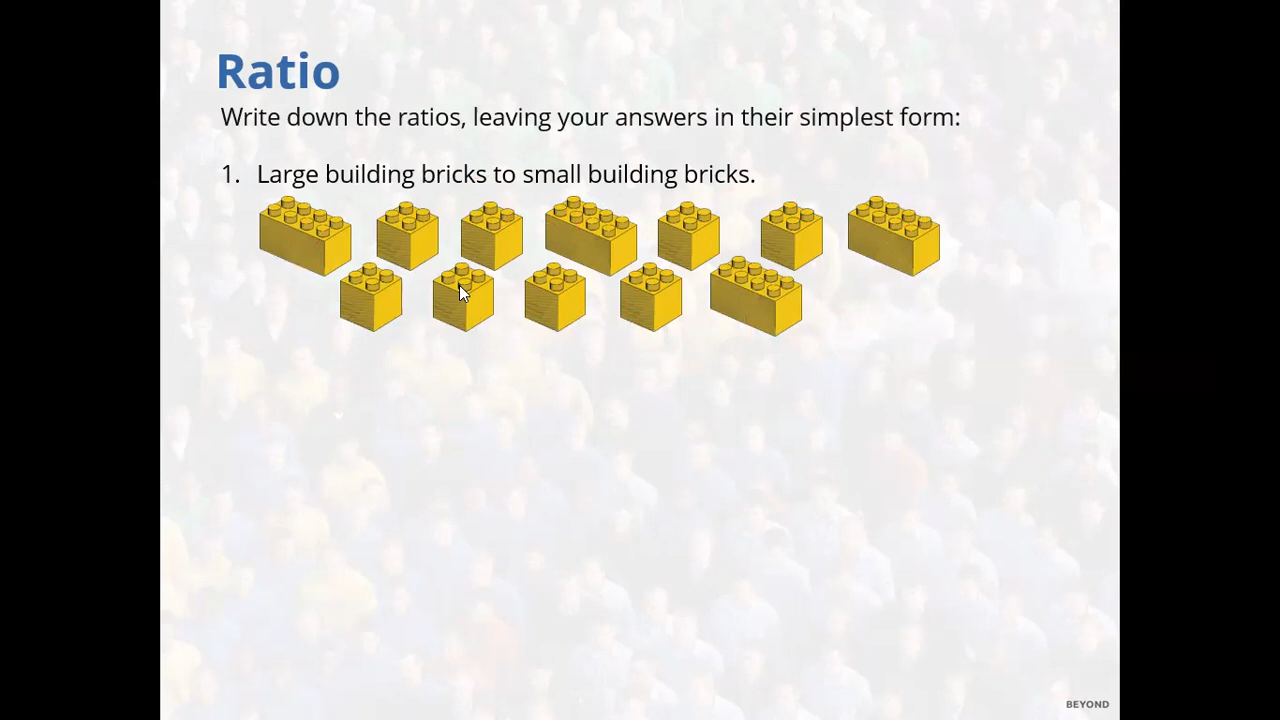 Ratio
Write down the ratios, leaving your answers in their simplest form:
1. Large building bricks to small building bricks.
BEYOND